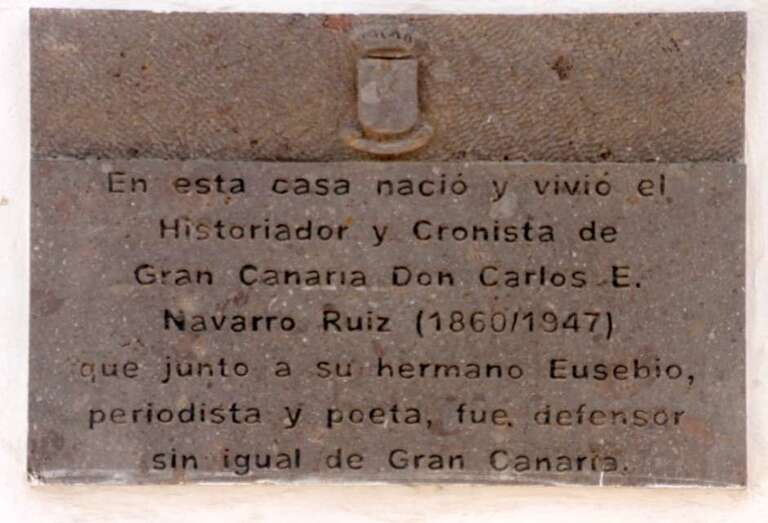 En esta casa nació y vivió el
Historiador y Cronista de
Gran Canaria Don Carlos E.
Navarro Ruiz (1860/1947)
que junto a su hermano Eusebio,
periodista y poeta, fue defensor
sin igual de Gran Canaria.